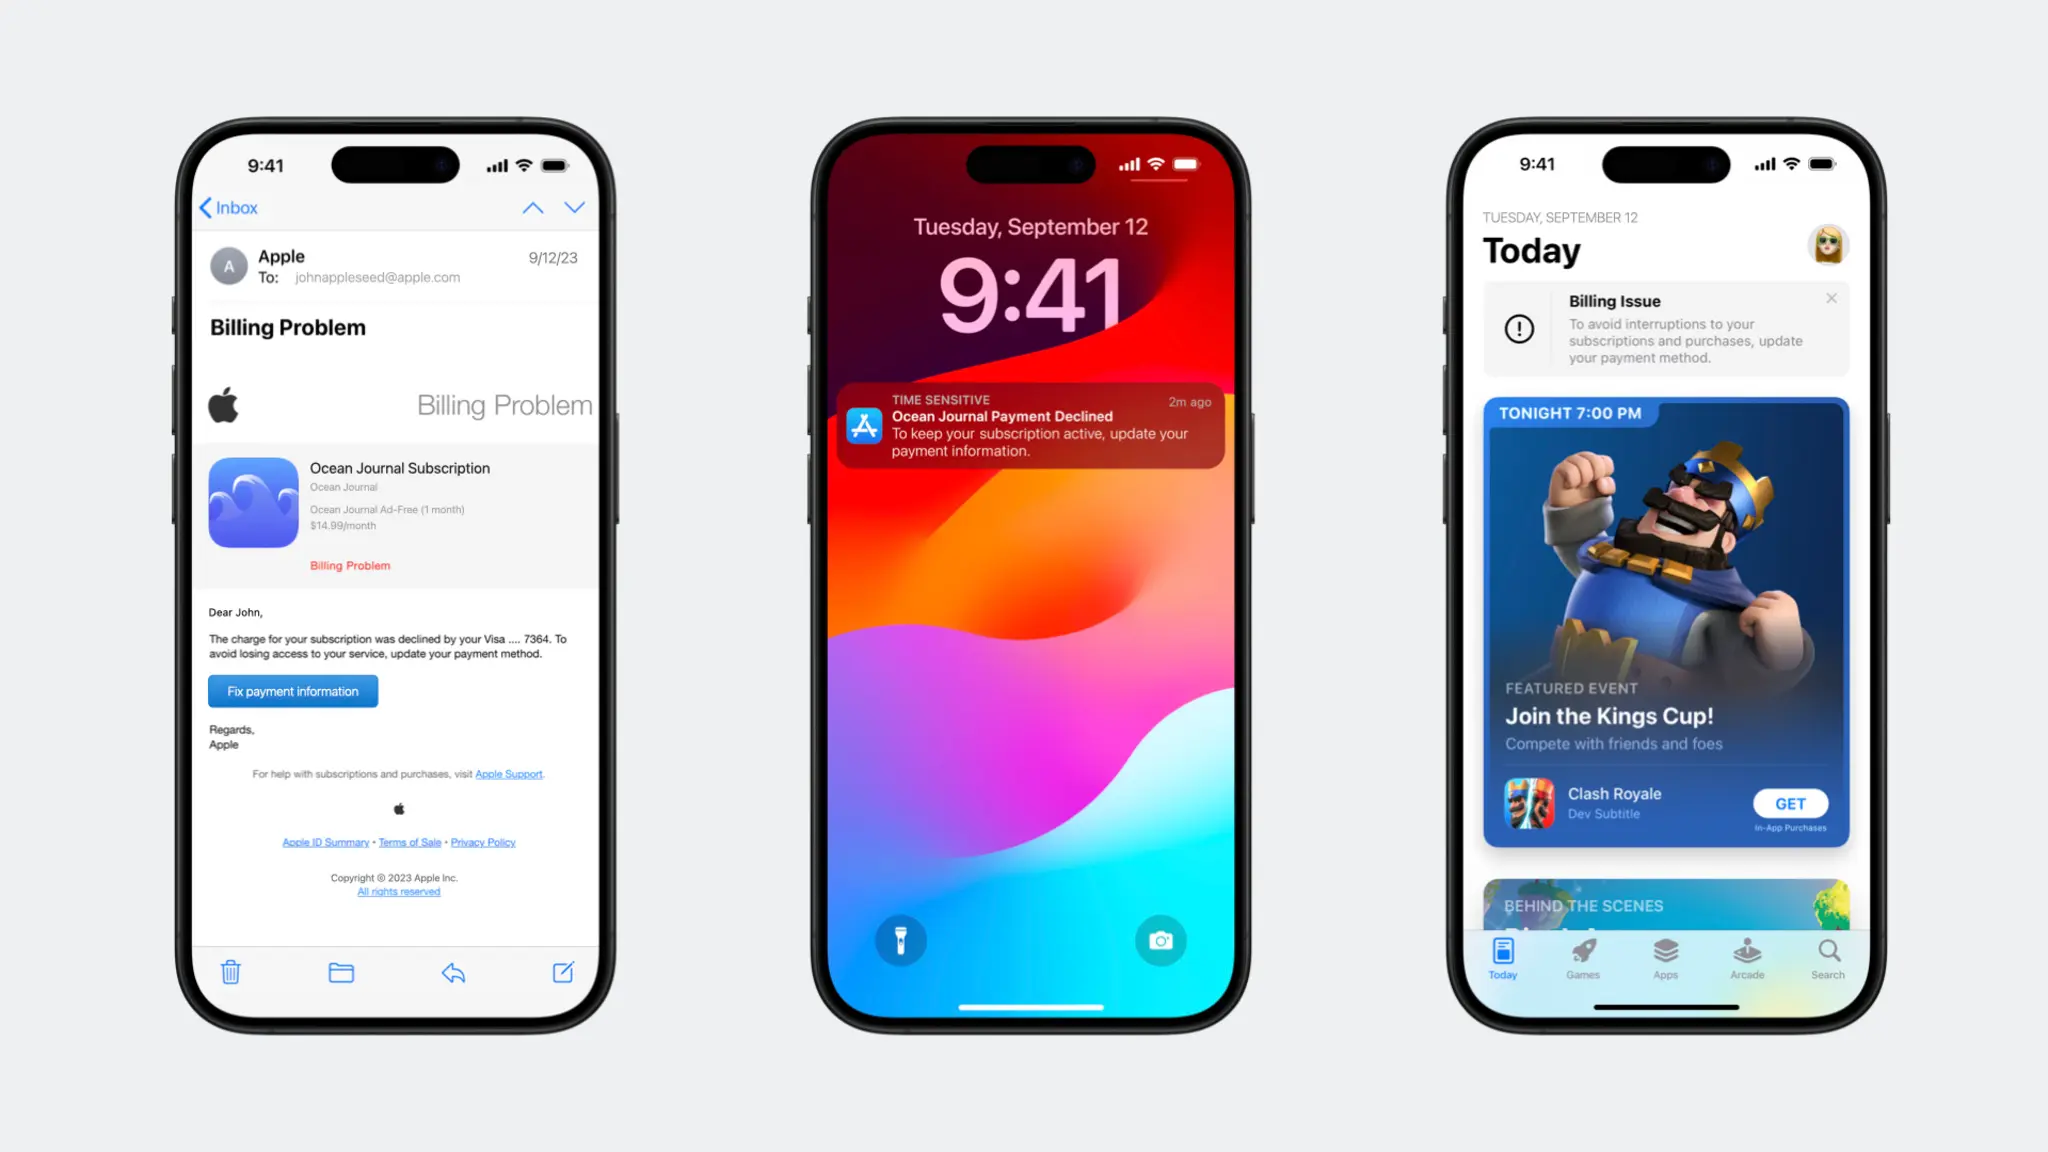 9:41
Inbox
A
Apple
9/12/23
To: johnappleseed@apple.com
Billing Problem
Billing Problem
Ocean Journal Subscription
Ocean Journal
Ocean Journal Ad-Free (1 month)
$14.99/month
Billing Problem
Dear John,
The charge for your subscription was declined by your Visa .... 7364. To
avoid losing access to your service, update your payment method.
Fix payment information
Regards,
Apple
For help with subscriptions and purchases, visit Apple Support.
Apple ID Summary • Terms of Sale • Privacy Policy
Copyright © 2023 Apple Inc.
All rights reserved
Tuesday, September 12
9:41
TIME SENSITIVE
2m ago
Ocean Journal Payment Declined
To keep your subscription active, update your
payment information.
9:41
TUESDAY, SEPTEMBER 12
Today
Billing Issue
To avoid interruptions to your
subscriptions and purchases, update
your payment method.
TONIGHT 7:00 PM
FEATURED EVENT
Join the Kings Cup!
Compete with friends and foes
Clash Royale
Dev Subtitle
GET
In-App Purchases
BEHIND THE SCENES
Today
Games
Apps
Arcade
Search